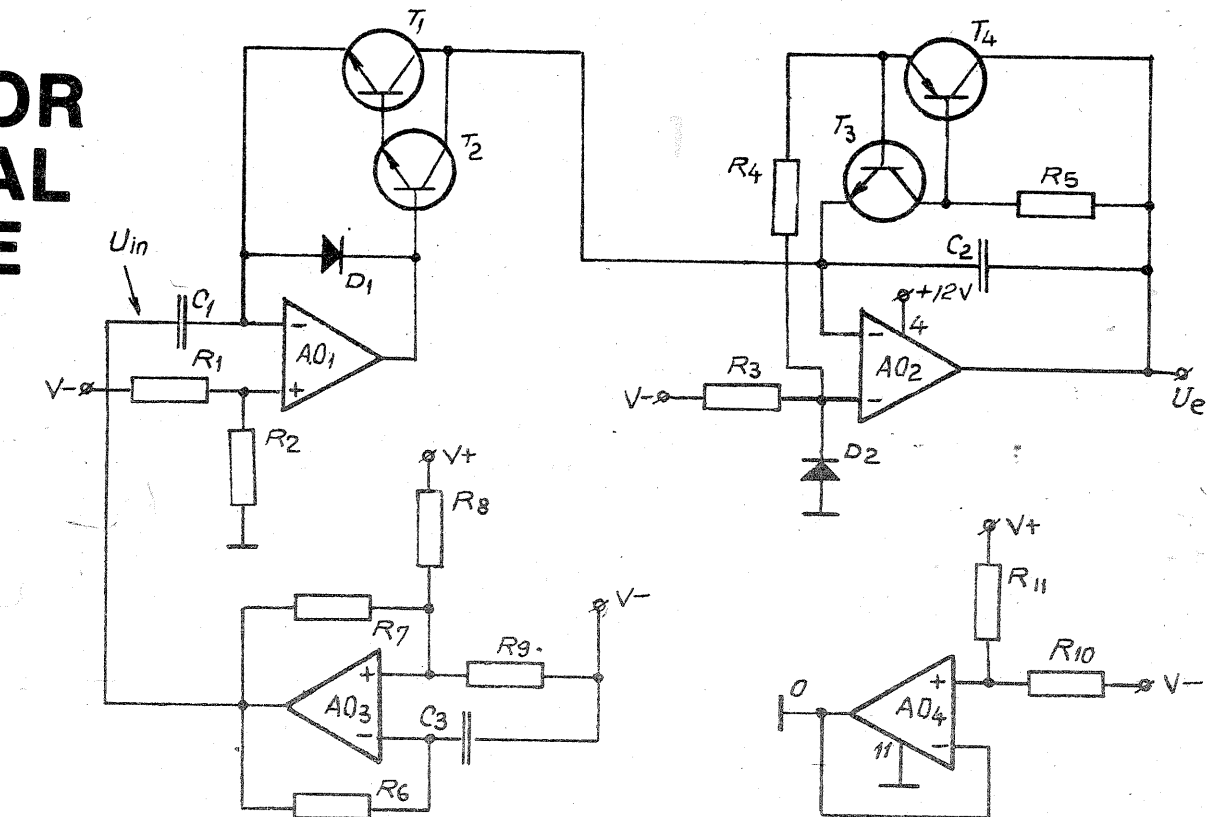 OR
AL
E
T1
T2
T4
T3
R4
R5
Uin
C1
D1
C2
+12V
4
AO1
-
+
R1
V-
R2
R3
V-
AO2
-
-
Ue
D2
V+
R8
V-
R7
R9
+
AO3
-
C3
R6
V+
R11
R10
V-
0
+
AO4
-
11